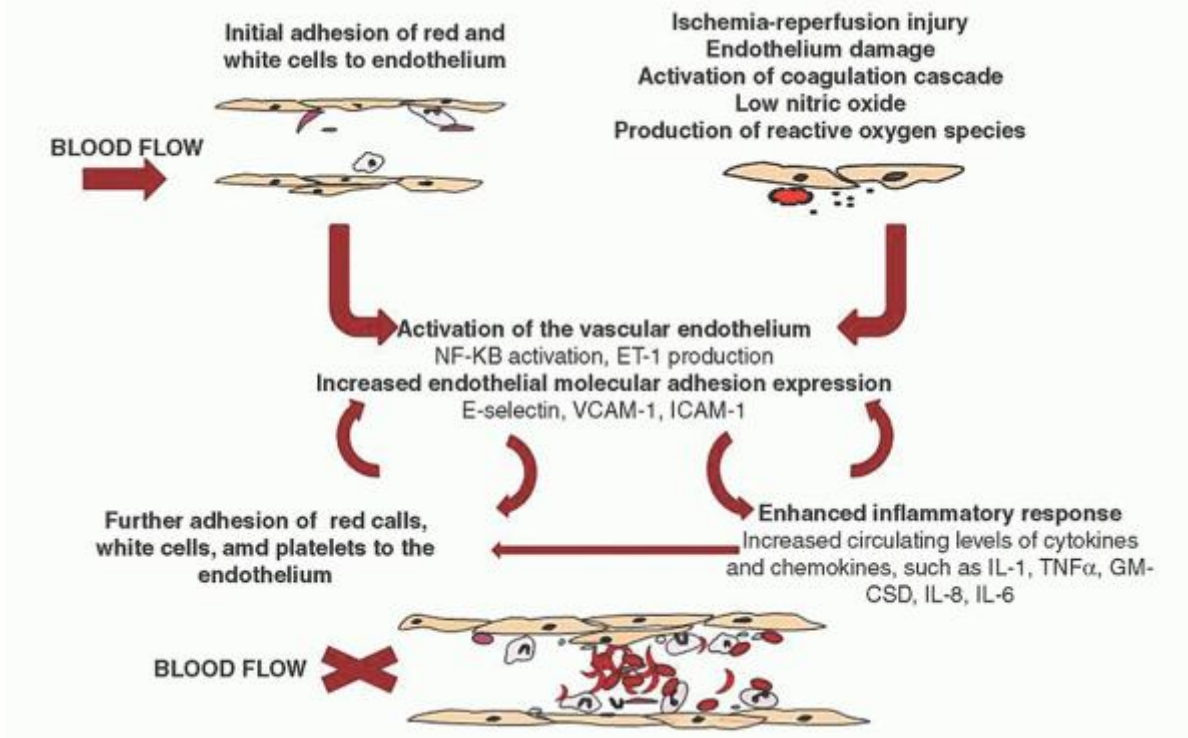 Initial adhesion of red and
white cells to endothelium
Ischemia-reperfusion injury
Endothelium damage
Activation of coagulation cascade
Low nitric oxide
Production of reactive oxygen species
BLOOD FLOW
Activation of the vascular endothelium
NF-KB activation, ET-1 production
Increased endothelial molecular adhesion expression
E-selectin, VCAM-1, ICAM-1
Further adhesion of red calls,
white cells, amd platelets to the
endothelium
Enhanced inflammatory response
Increased circulating levels of cytokines
and chemokines, such as IL-1, TNFα, GM-
CSD, IL-8, IL-6
BLOOD FLOW